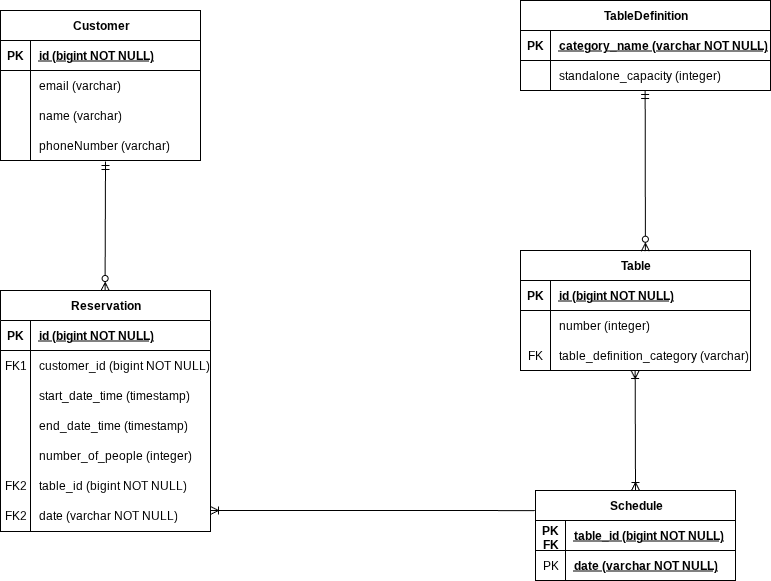 Customer
PK id (bigint NOT NULL)
email (varchar)
name (varchar)
phoneNumber (varchar)
TableDefinition
PK category_name (varchar NOT NULL)
standalone_capacity (integer)
Reservation
PK id (bigint NOT NULL)
FK1 customer_id (bigint NOT NULL)
start_date_time (timestamp)
end_date_time (timestamp)
number_of_people (integer)
FK2 table_id (bigint NOT NULL)
FK2 date (varchar NOT NULL)
Table
PK id (bigint NOT NULL)
number (integer)
FK table_definition_category (varchar)
Schedule
PK
FK table_id (bigint NOT NULL)
PK date (varchar NOT NULL)